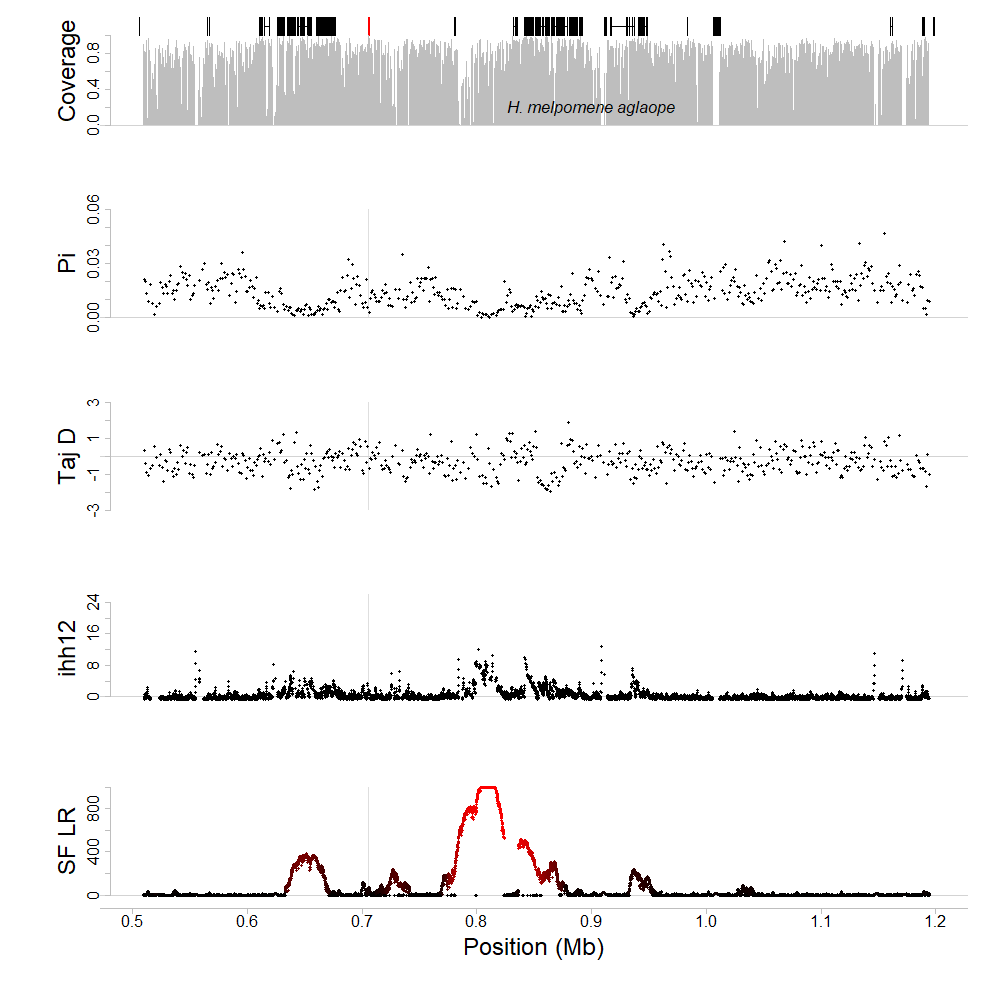 Coverage
0.0 0.4 0.8
H. melpomene aglaope
Pi
0.00 0.03 0.06
Taj D
-3 -1 1 3
ihh12
0 8 16 24
SF LR
0 400 800
0.5 0.6 0.7 0.8 0.9 1.0 1.1 1.2
Position (Mb)